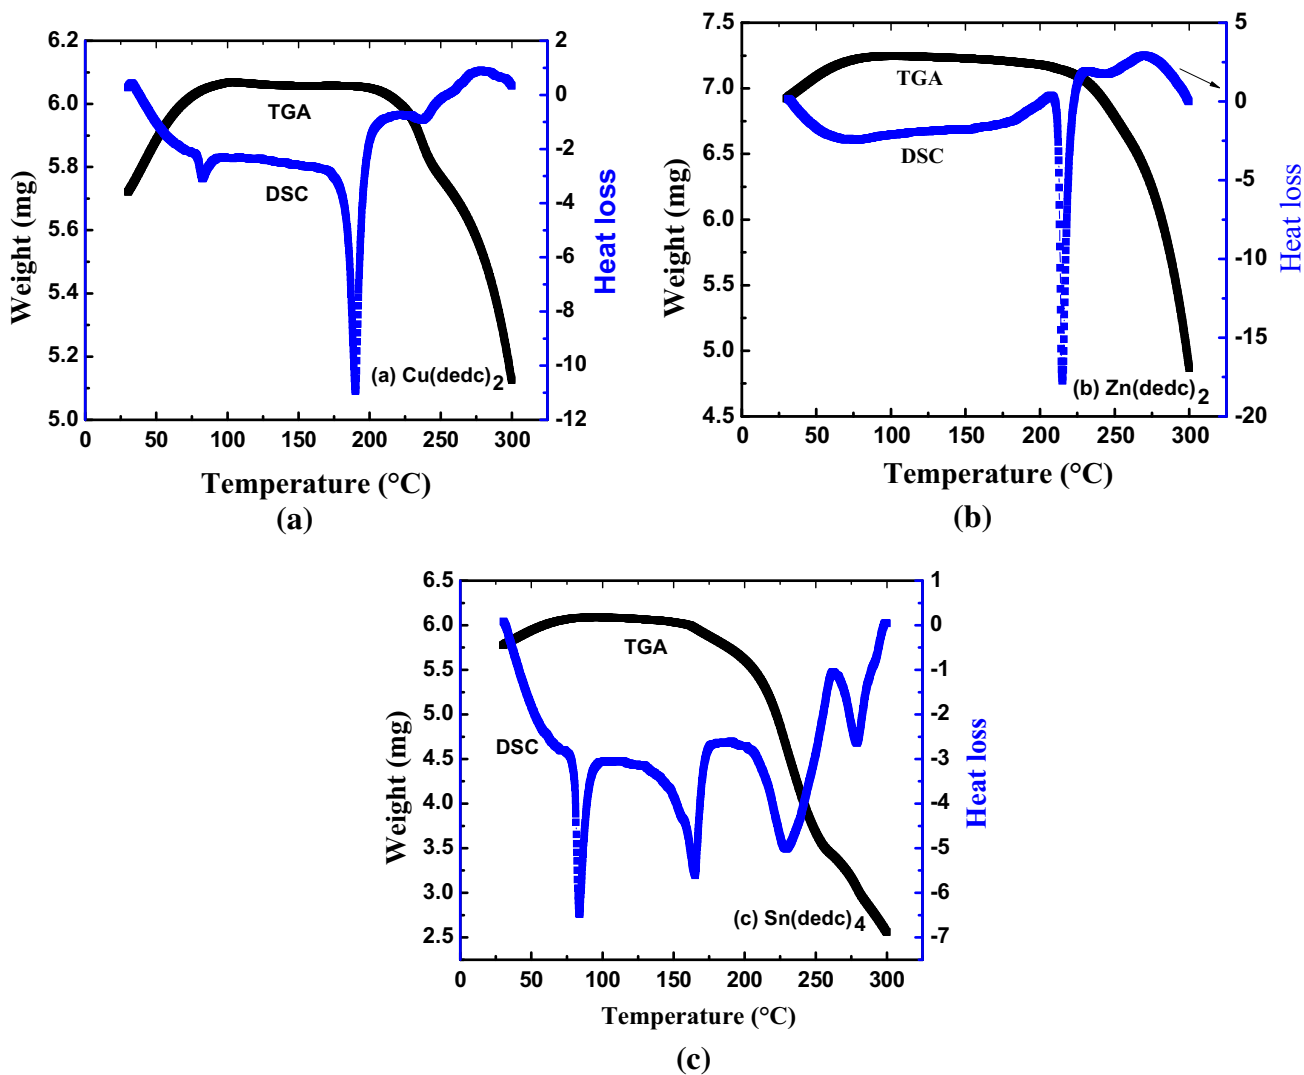 6.2
6.0
5.8
5.6
5.4
5.2
5.0
Weight (mg)
2
0
-2
-4
-6
-8
-10
-12
Heat loss
TGA
DSC
(a) Cu(dedc)2
0 50 100 150 200 250 300
Temperature (°C)
(a)
7.5
7.0
6.5
6.0
5.5
5.0
4.5
Weight (mg)
5
0
-5
-10
-15
-20
Heat loss
TGA
DSC
(b) Zn(dedc)2
0 50 100 150 200 250 300
Temperature (°C)
(b)
6.5
6.0
5.5
5.0
4.5
4.0
3.5
3.0
2.5
Weight (mg)
1
0
-1
-2
-3
-4
-5
-6
-7
Heat loss
TGA
DSC
(c) Sn(dedc)4
0 50 100 150 200 250 300
Temperature (°C)
(c)